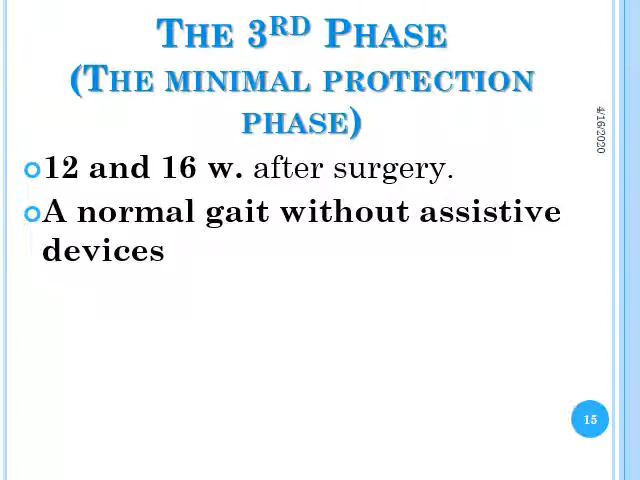 THE 3RD PHASE
(THE MINIMAL PROTECTION
PHASE)
4/16/2020
12 and 16 w. after surgery.
A normal gait without assistive
devices
15